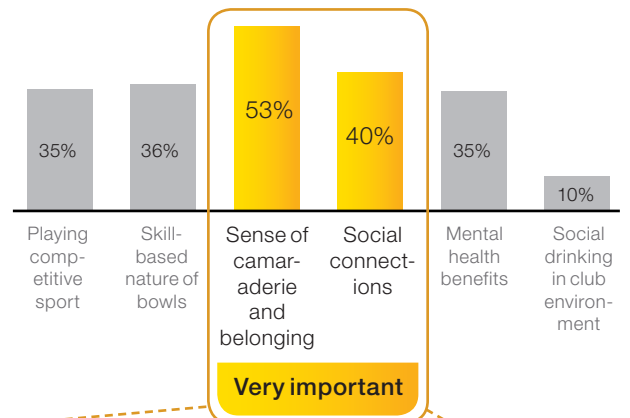 35%
36%
53%
40%
35%
10%
Playing
comp-
etitive
sport
Skill-
based
nature of
bowls
Sense of
camar-
aderie
and
belonging
Social
connect-
ions
Mental
health
benefits
Social
drinking
in club
environ-
ment
Very important